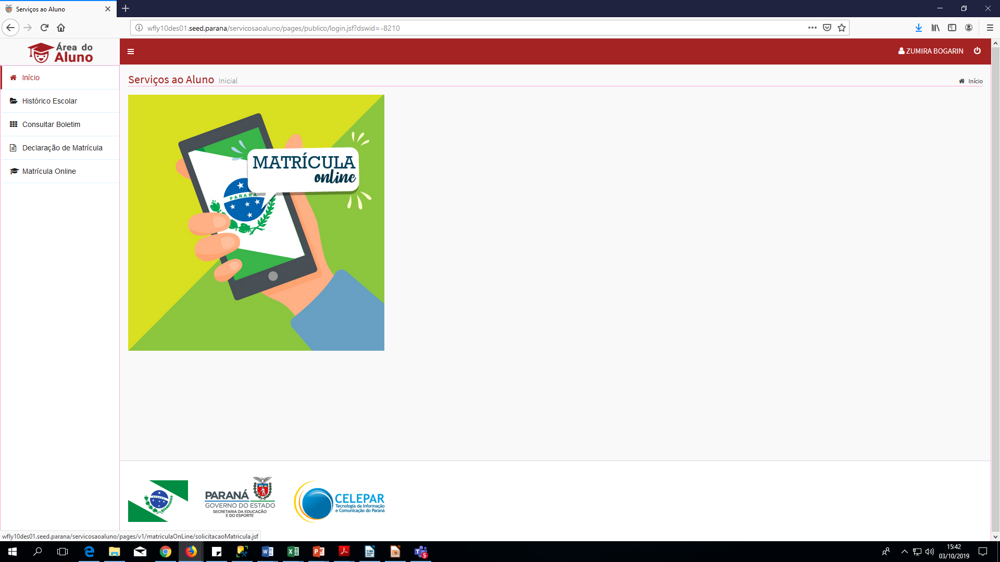 Serviços ao Aluno
wfly10des01.seed.parana/servicosaoaluno/pages/publico/login.jsf?dswid=-8210
Área do
Aluno
ZUMIRA BOGARIN
Início
Histórico Escolar
Consultar Boletim
Declaração de Matrícula
Matrícula Online
Serviços ao Aluno Inicial
Início
MATRÍCULA
online
PARANÁ
PARANÁ
GOVERNO DO ESTADO
SECRETARIA DA EDUCAÇÃO
E DO ESPORTE
CELEPAR
Tecnologia da Informação
e Comunicação do Paraná
wfly10des01.seed.parana/servicosaoaluno/pages/v1/matriculaOnLine/solicitacaoMatricula.jsf
5
15:42
03/10/2019